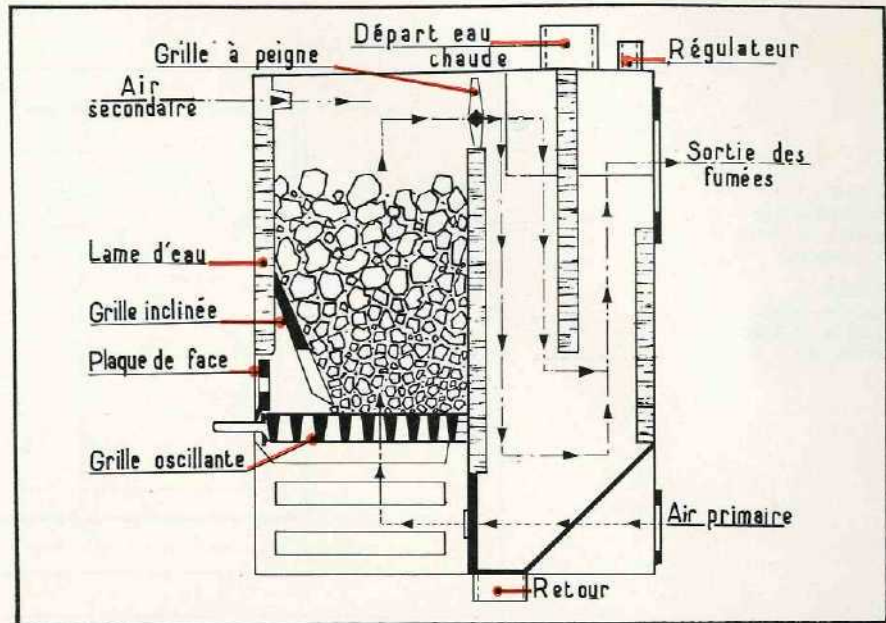 Départ eau
chaude
Grille à peigne
Régulateur
Air
secondaire
Sortie des
fumées
Lame d'eau
Grille inclinée
Plaque de face
Grille oscillante
Air primaire
Retour